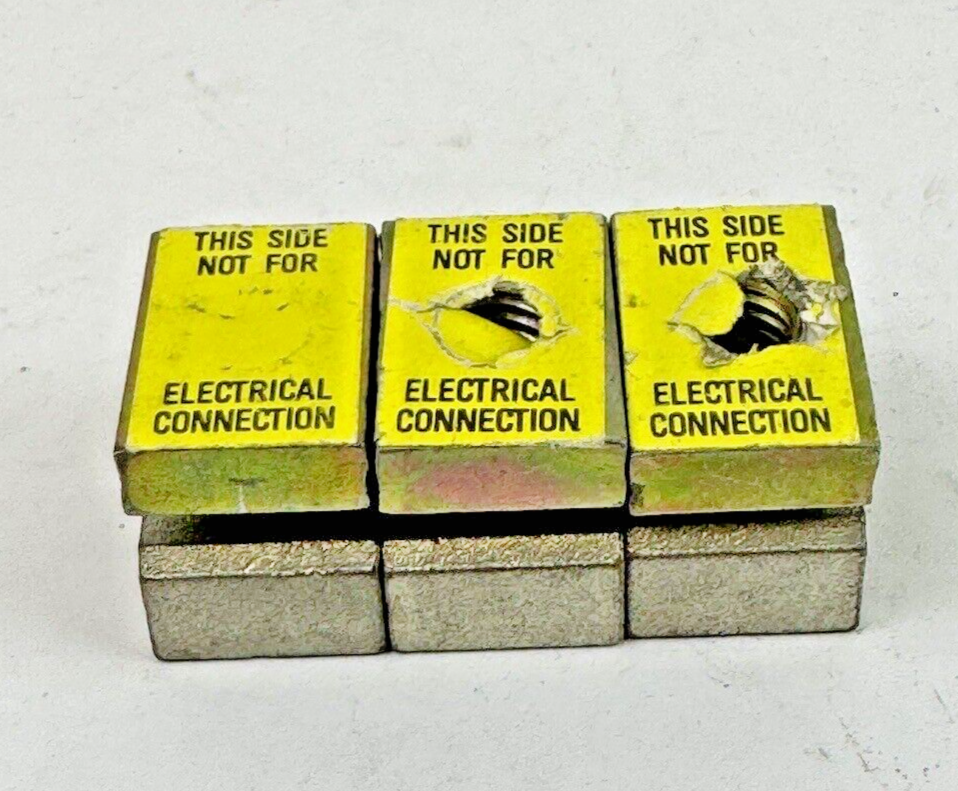 THIS SIDE
NOT FOR
ELECTRICAL
CONNECTION
THIS SIDE
NOT FOR
ELECTRICAL
CONNECTION
THIS SIDE
NOT FOR
ELECTRICAL
CONNECTION